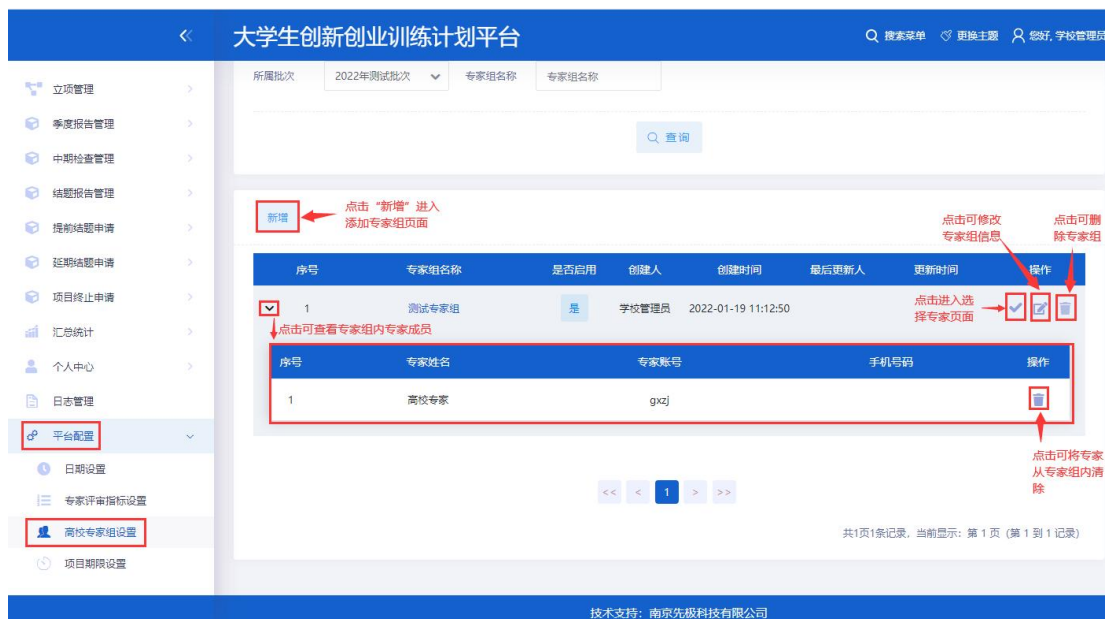 大学生创新创业训练计划平台
搜索菜单 更换主题 您好, 学校管理员
立项管理
季度报告管理
中期检查管理
结题报告管理
提前结题申请
延期结题申请
项目终止申请
汇总统计
个人中心
日志管理
平台配置
日期设置
专家评审指标设置
高校专家组设置
项目期限设置
所属批次 2022年测试批次 专家组名称 专家组名称
查询
新增
点击“新增”进入
添加专家组页面
点击可修改
专家组信息
点击可删
除专家组
序号 专家组名称 是否启用 创建人 创建时间 最后更新人 更新时间 操作
1 测试专家组 是 学校管理员 2022-01-19 11:12:50
点击进入选
择专家页面
点击可查看专家组内专家成员
序号 专家姓名 专家账号 手机号码 操作
1 高校专家 gxzj
点击可将专家
从专家组内清
除
<< < 1 > >>
共1页1条记录, 当前显示: 第 1 页 (第 1 到 1 记录)
技术支持: 南京先极科技有限公司